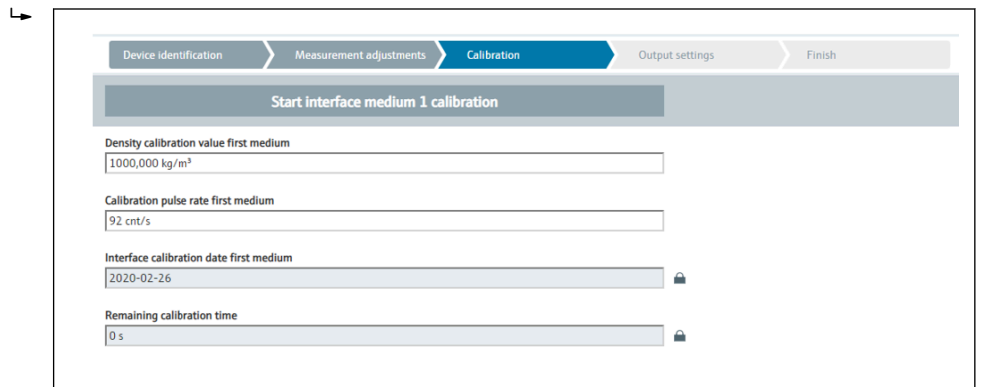 Device identification
Measurement adjustments
Calibration
Output settings
Finish
Start interface medium 1 calibration
Density calibration value first medium
1000,000 kg/m³
Calibration pulse rate first medium
92 cnt/s
Interface calibration date first medium
2020-02-26
Remaining calibration time
0 s